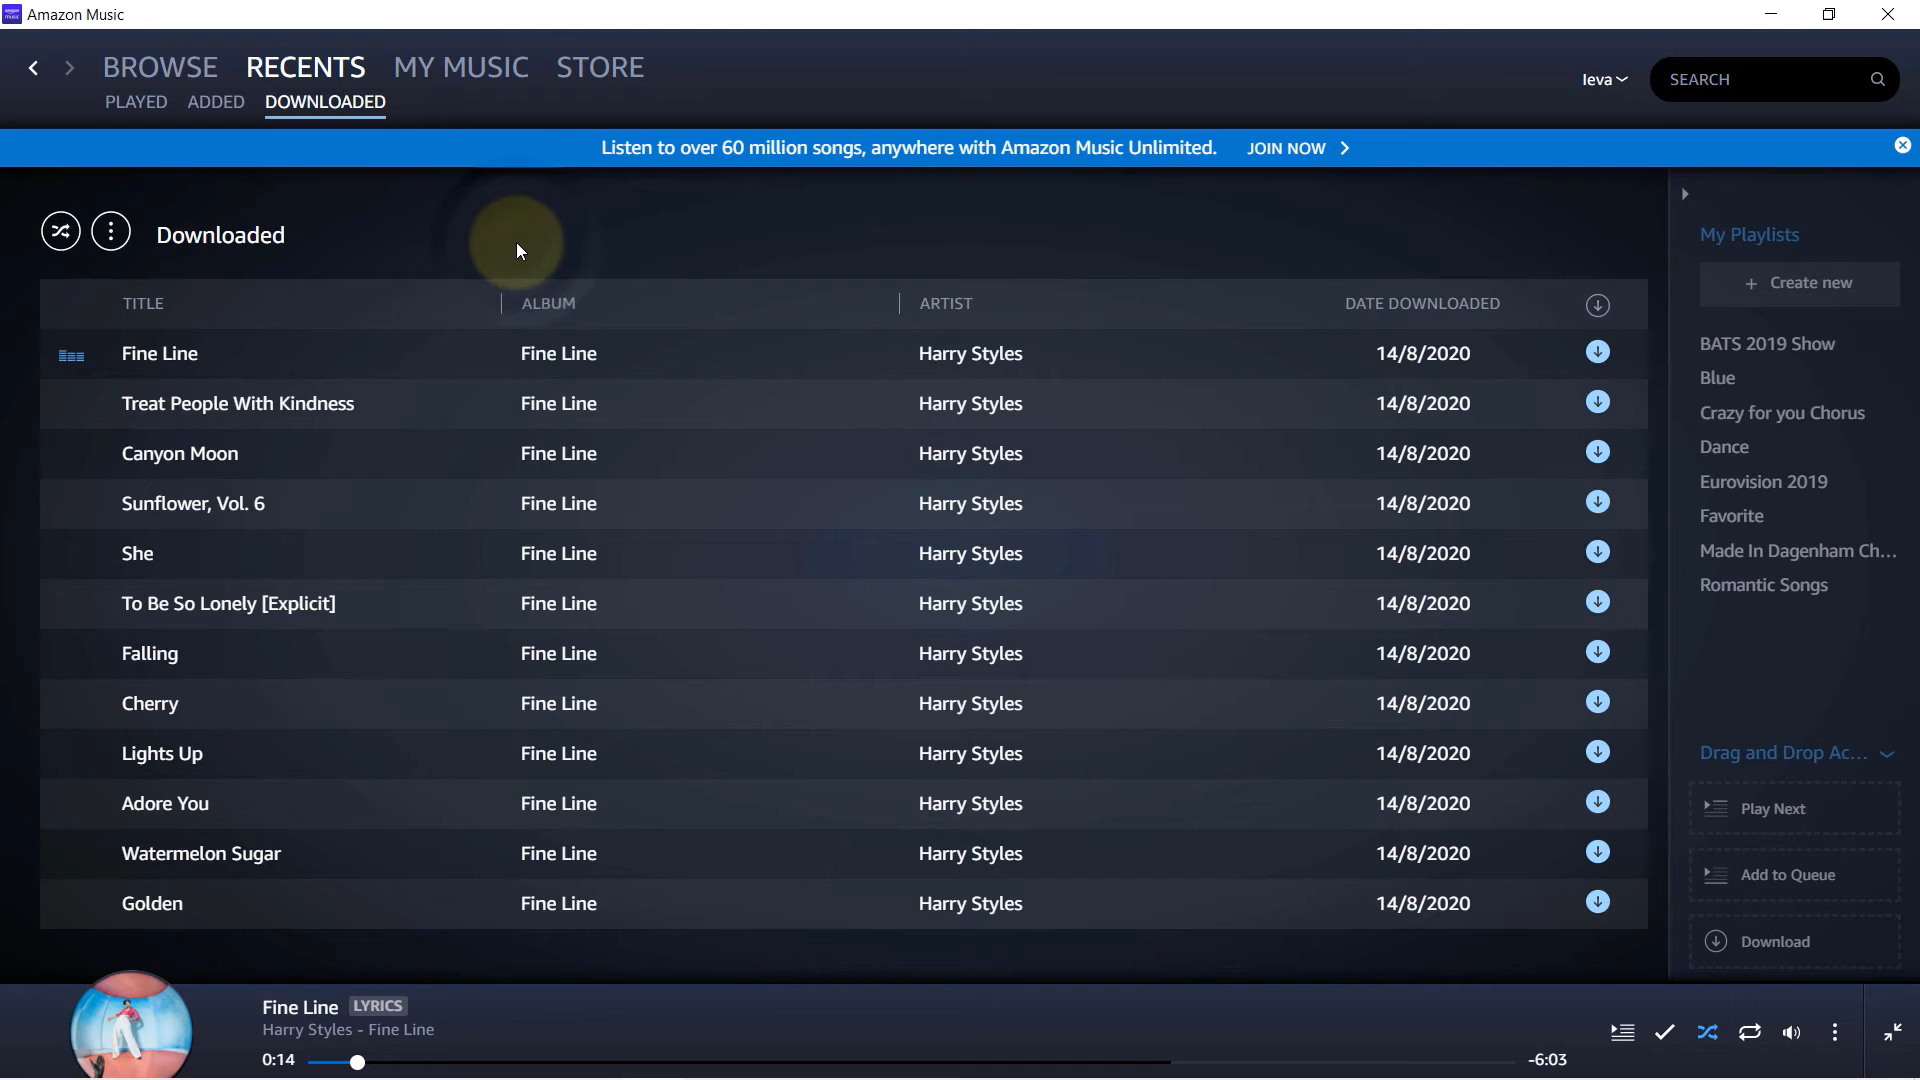 Amazon Music
BROWSE RECENTS MY MUSIC STORE
Ieva
SEARCH
PLAYED ADDED DOWNLOADED
Listen to over 60 million songs, anywhere with Amazon Music Unlimited. JOIN NOW
Downloaded
TITLE ALBUM ARTIST DATE DOWNLOADED
Fine Line Fine Line Harry Styles 14/8/2020
Treat People With Kindness Fine Line Harry Styles 14/8/2020
Canyon Moon Fine Line Harry Styles 14/8/2020
Sunflower, Vol. 6 Fine Line Harry Styles 14/8/2020
She Fine Line Harry Styles 14/8/2020
To Be So Lonely [Explicit] Fine Line Harry Styles 14/8/2020
Falling Fine Line Harry Styles 14/8/2020
Cherry Fine Line Harry Styles 14/8/2020
Lights Up Fine Line Harry Styles 14/8/2020
Adore You Fine Line Harry Styles 14/8/2020
Watermelon Sugar Fine Line Harry Styles 14/8/2020
Golden Fine Line Harry Styles 14/8/2020
My Playlists
+ Create new
BATS 2019 Show
Blue
Crazy for you Chorus
Dance
Eurovision 2019
Favorite
Made In Dagenham Ch...
Romantic Songs
Drag and Drop Ac...
Play Next
Add to Queue
Download
Fine Line LYRICS
Harry Styles - Fine Line
0:14 -6:03